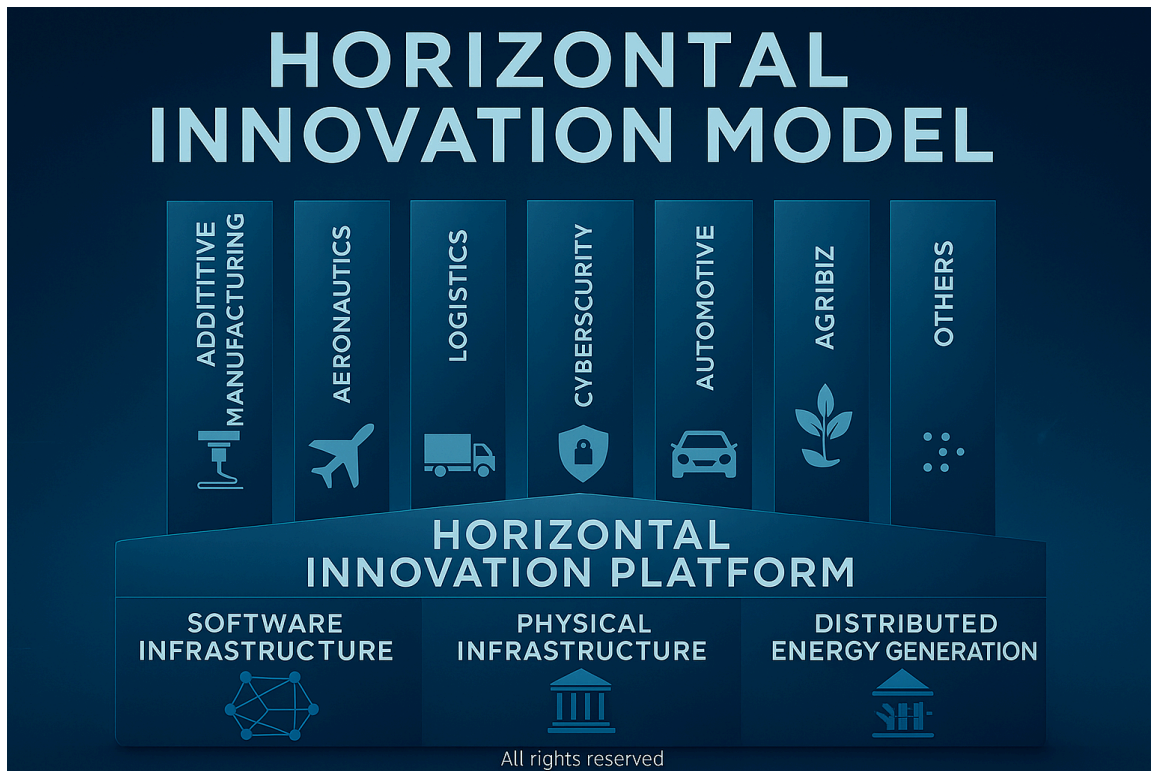 HORIZONTAL
INNOVATION MODEL
ADDITITIVE
MANUFACTURING
AERONAUTICS
LOGISTICS
CYBERSCURITY
AUTOMOTIVE
AGRIBIZ
OTHERS
HORIZONTAL
INNOVATION PLATFORM
SOFTWARE
INFRASTRUCTURE
PHYSICAL
INFRASTRUCTURE
DISTRIBUTED
ENERGY GENERATION
All rights reserved